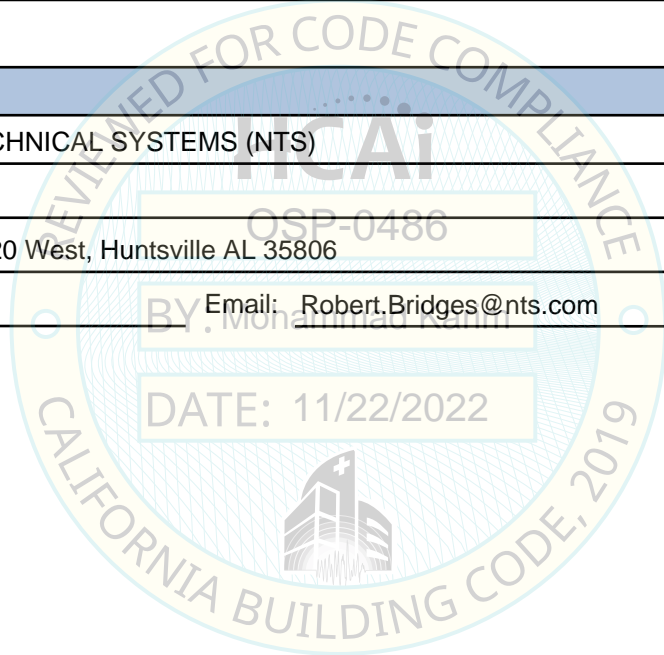 REVIEWED FOR CODE COMPLIANCE
CHNICAL SYSTEMS (NTS)
HCAi
OSP-0486
20 West, Huntsville AL 35806
Email: Robert.Bridges@nts.com
BY: Mohammad Karim
DATE: 11/22/2022
CALIFORNIA BUILDING CODE, 2019